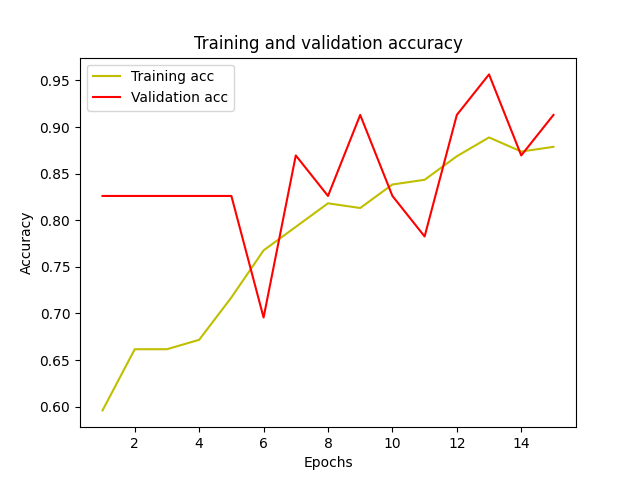 Training and validation accuracy
Training acc
Validation acc
0.95
0.90
0.85
0.80
0.75
0.70
0.65
0.60
Accuracy
2 4 6 8 10 12 14
Epochs